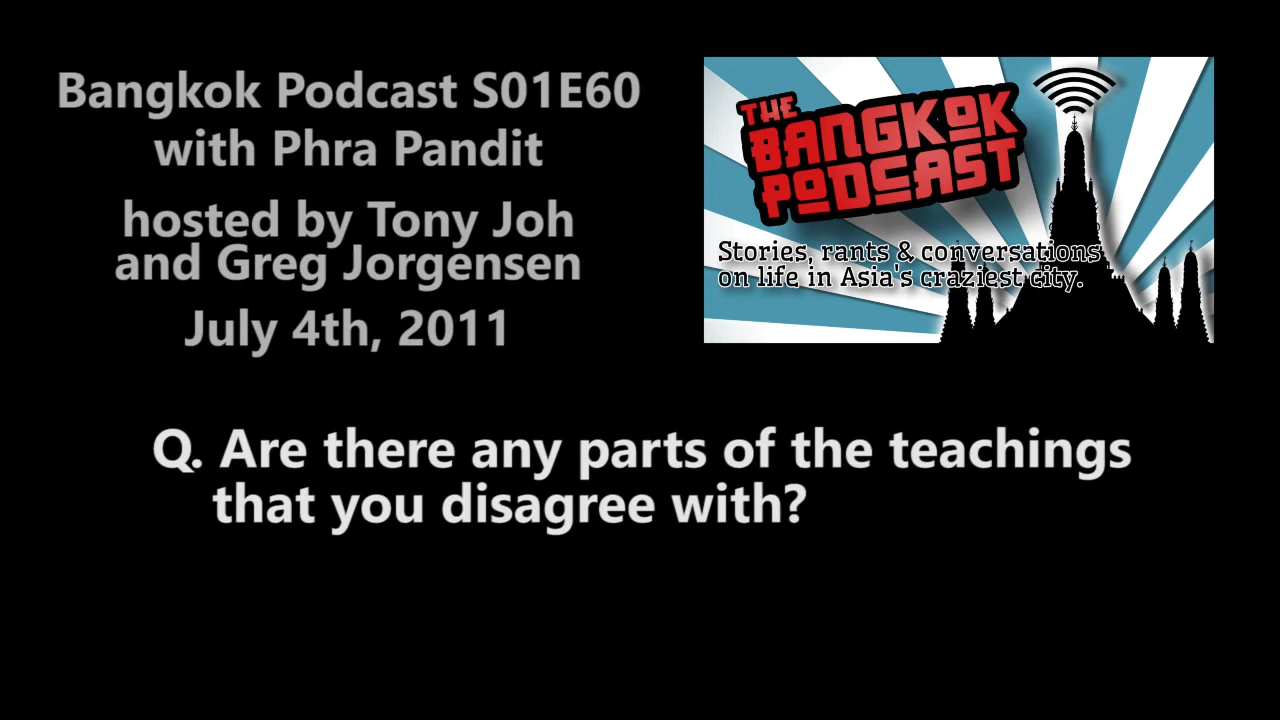 Bangkok Podcast S01E60
with Phra Pandit
hosted by Tony Joh
and Greg Jorgensen
July 4th, 2011
THE
BANGKOK
PODCAST
Stories, rants & conversations
on life in Asia's craziest city.
Q. Are there any parts of the teachings
that you disagree with?